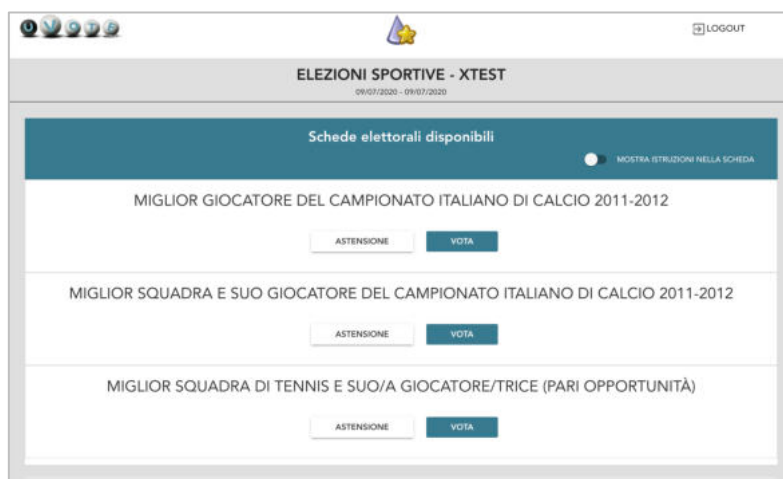 UVOTE
LOGOUT
ELEZIONI SPORTIVE - XTEST
09/07/2020 - 09/07/2020
Schede elettorali disponibili
MOSTRA ISTRUZIONI NELLA SCHEDA
MIGLIOR GIOCATORE DEL CAMPIONATO ITALIANO DI CALCIO 2011-2012
ASTENSIONE VOTA
MIGLIOR SQUADRA E SUO GIOCATORE DEL CAMPIONATO ITALIANO DI CALCIO 2011-2012
ASTENSIONE VOTA
MIGLIOR SQUADRA DI TENNIS E SUO/A GIOCATORE/TRICE (PARI OPPORTUNITÀ)
ASTENSIONE VOTA